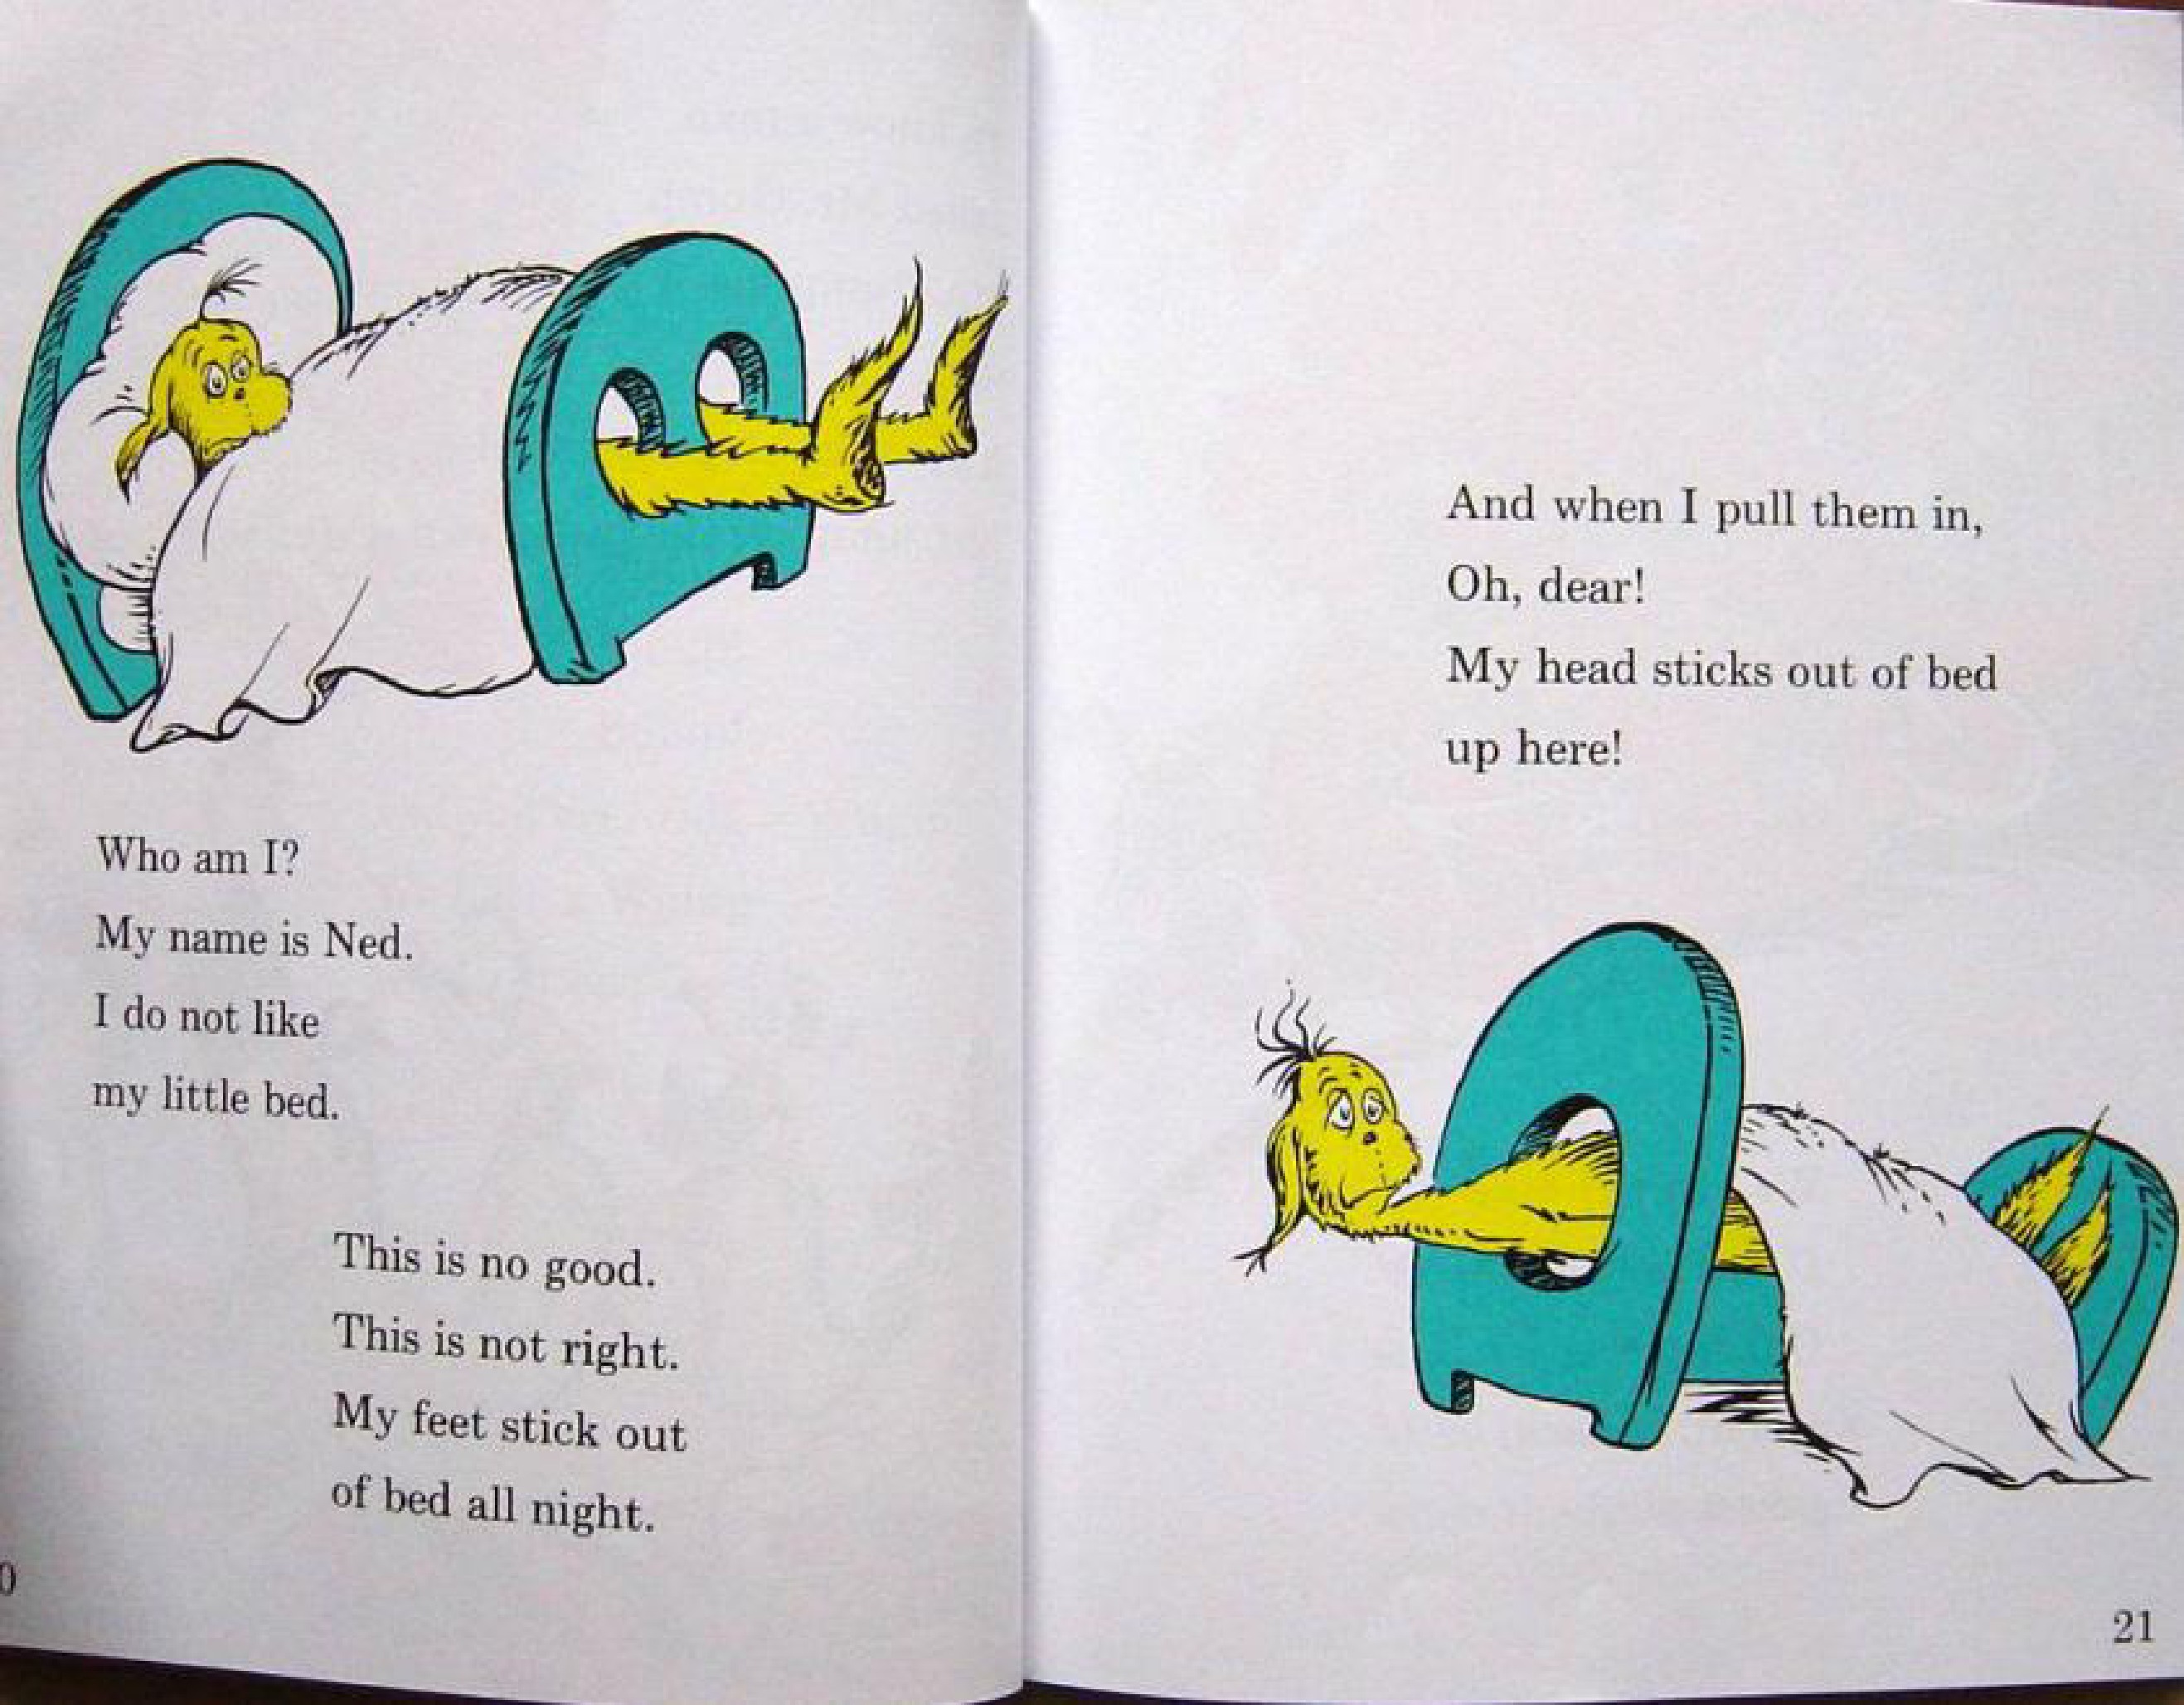 Who am I?
My name is Ned.
I do not like
my little bed.
This is no good.
This is not right.
My feet stick out
of bed all night.
And when I pull them in,
Oh, dear!
My head sticks out of bed
up here!
21